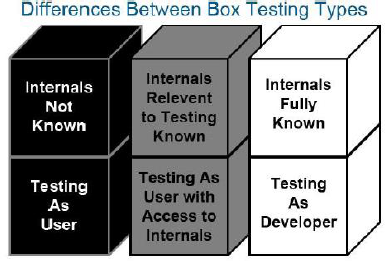 Differences Between Box Testing Types
Internals
Not
Known
Internals
Relevent
to Testing
Known
Internals
Fully
Known
Testing
As
User
Testing As
User with
Access to
Internals
Testing
As
Developer